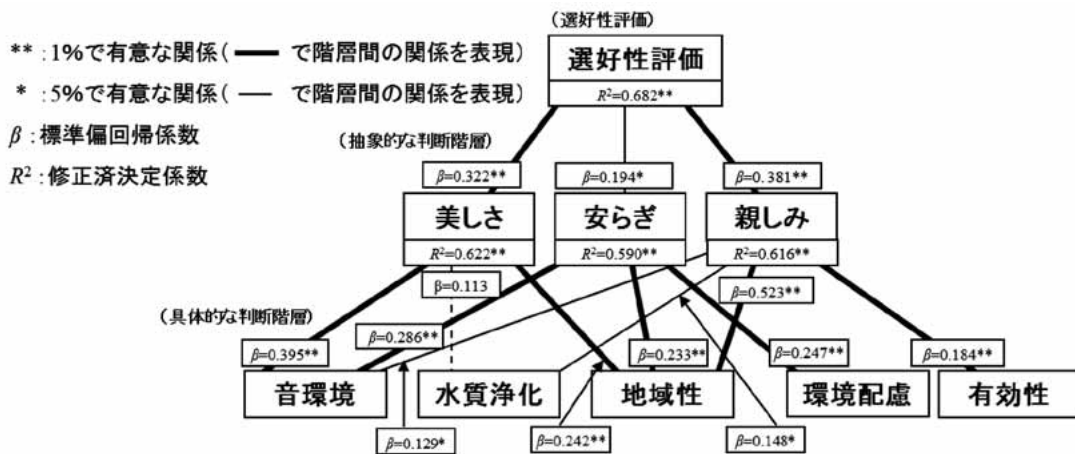 (選好性評価)
** :1%で有意な関係( で階層間の関係を表現)
選好性評価
* :5%で有意な関係( で階層間の関係を表現)
R²=0.682**
β :標準偏回帰係数
(抽象的な判断階層)
R² :修正済決定係数
β=0.322**
β=0.194*
β=0.381**
美しさ
安らぎ
親しみ
R²=0.622**
R²=0.590**
R²=0.616**
β=0.113
β=0.523**
(具体的な判断階層)
β=0.286**
β=0.395**
β=0.233**
β=0.247**
β=0.184**
音環境
水質浄化
地域性
環境配慮
有効性
β=0.129*
β=0.242**
β=0.148*